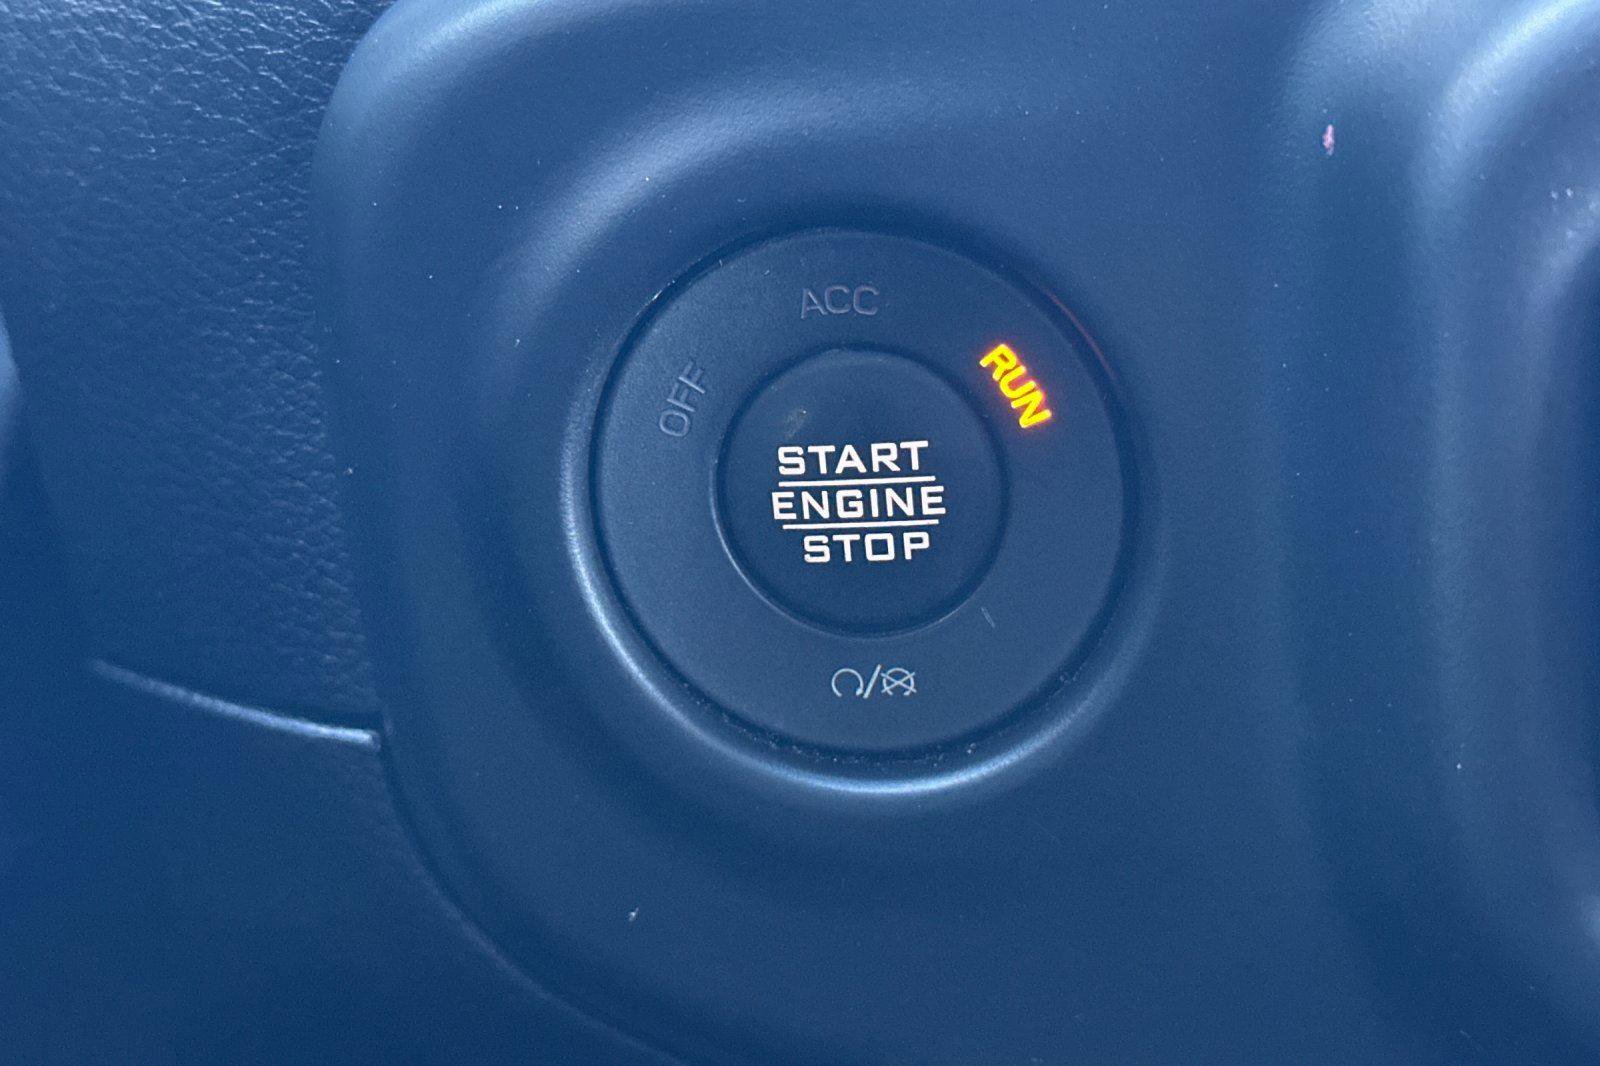 ACC
OFF
RUN
START
ENGINE
STOP